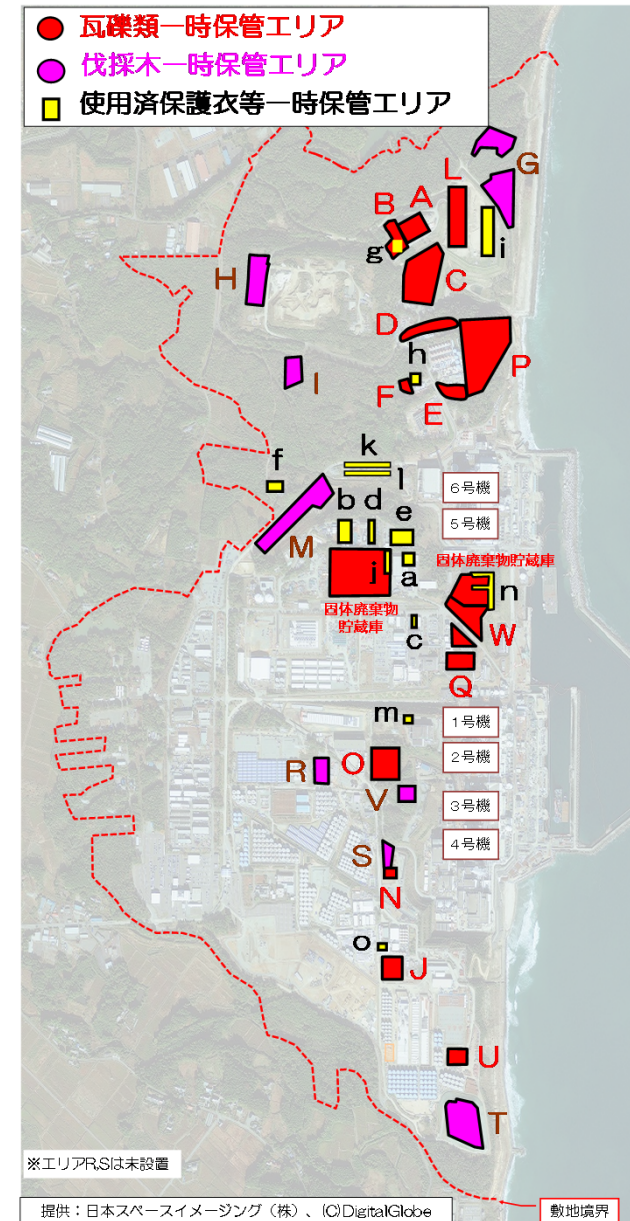 瓦礫類一時保管エリア
伐採木一時保管エリア
使用済保護衣等一時保管エリア
G
L
A
B
g
i
H
C
D
h
P
F
E
I
k
f
l
6号機
b
d
e
5号機
M
j
a
固体廃棄物貯蔵庫
n
固体廃棄物
貯蔵庫
c
W
Q
m
1号機
O
2号機
R
V
3号機
S
4号機
N
o
J
U
T
※エリアR,Sは未設置
提供:日本スペースイメージング(株)、(C)DigitalGlobe
敷地境界